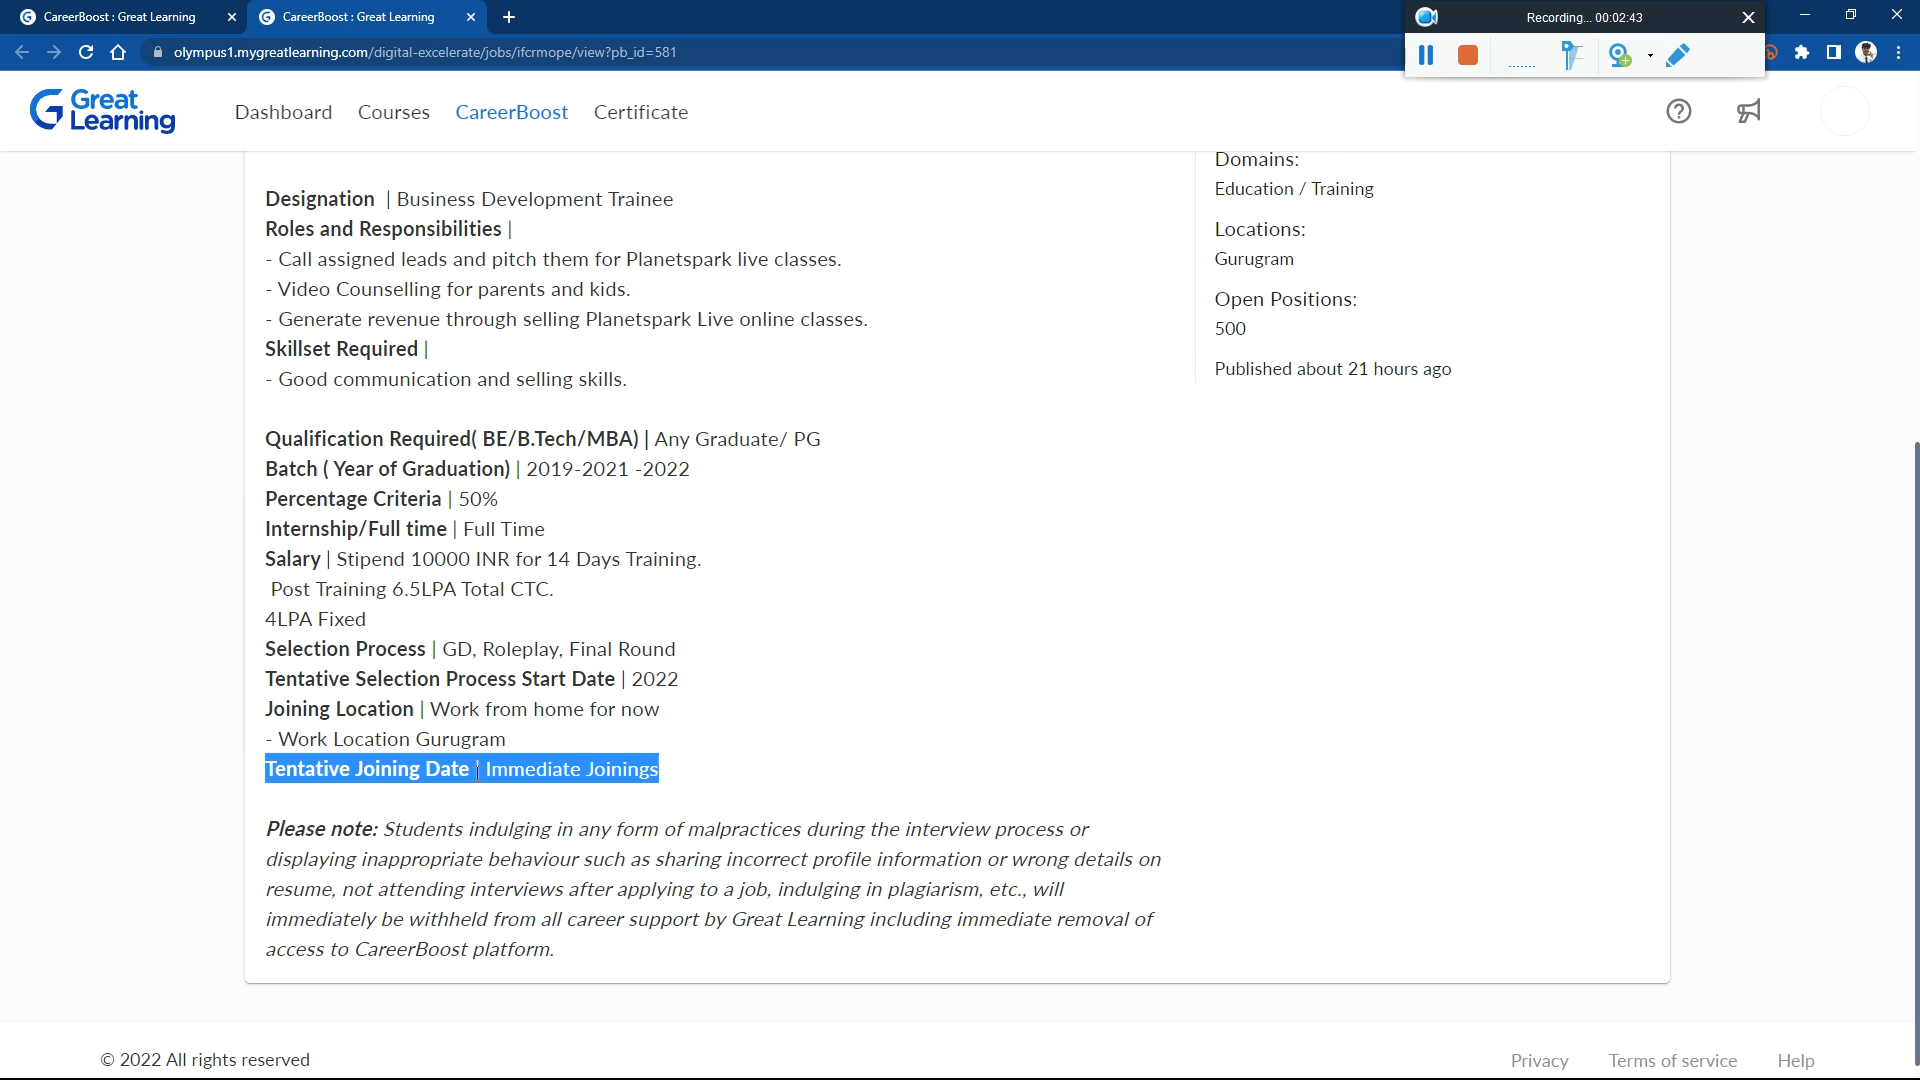 CareerBoost : Great Learning
CareerBoost : Great Learning
Recording... 00:02:43
olympus1.mygreatlearning.com/digital-excelerate/jobs/ifcrmope/view?pb_id=581
Great Learning
Dashboard Courses CareerBoost Certificate
Designation | Business Development Trainee
Roles and Responsibilities |
- Call assigned leads and pitch them for Planetspark live classes.
- Video Counselling for parents and kids.
- Generate revenue through selling Planetspark Live online classes.
Skillset Required |
- Good communication and selling skills.
Qualification Required( BE/B.Tech/MBA) | Any Graduate/ PG
Batch ( Year of Graduation) | 2019-2021 -2022
Percentage Criteria | 50%
Internship/Full time | Full Time
Salary | Stipend 10000 INR for 14 Days Training.
Post Training 6.5LPA Total CTC.
4LPA Fixed
Selection Process | GD, Roleplay, Final Round
Tentative Selection Process Start Date | 2022
Joining Location | Work from home for now
- Work Location Gurugram
Tentative Joining Date | Immediate Joinings
Please note: Students indulging in any form of malpractices during the interview process or
displaying inappropriate behaviour such as sharing incorrect profile information or wrong details on
resume, not attending interviews after applying to a job, indulging in plagiarism, etc., will
immediately be withheld from all career support by Great Learning including immediate removal of
access to CareerBoost platform.
Domains:
Education / Training
Locations:
Gurugram
Open Positions:
500
Published about 21 hours ago
© 2022 All rights reserved
Privacy Terms of service Help